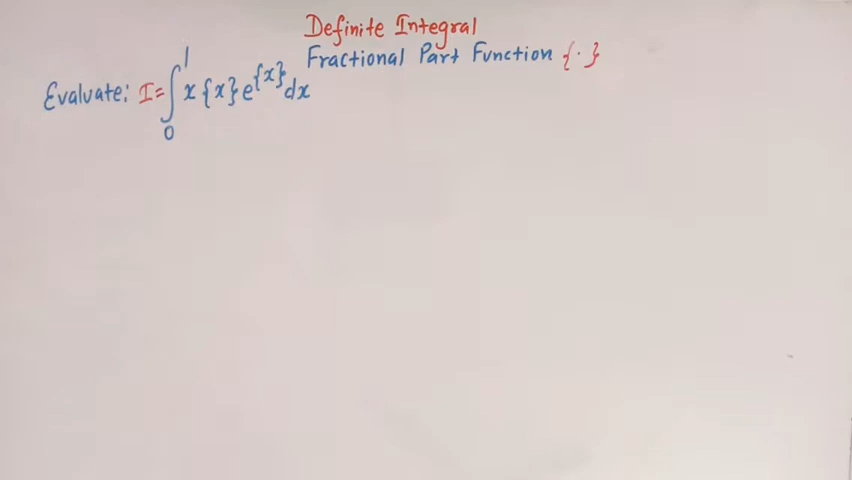 Definite Integral
Fractional Part Function {·}
Evaluate: I = ∫₀¹ x {x} e^{x} dx